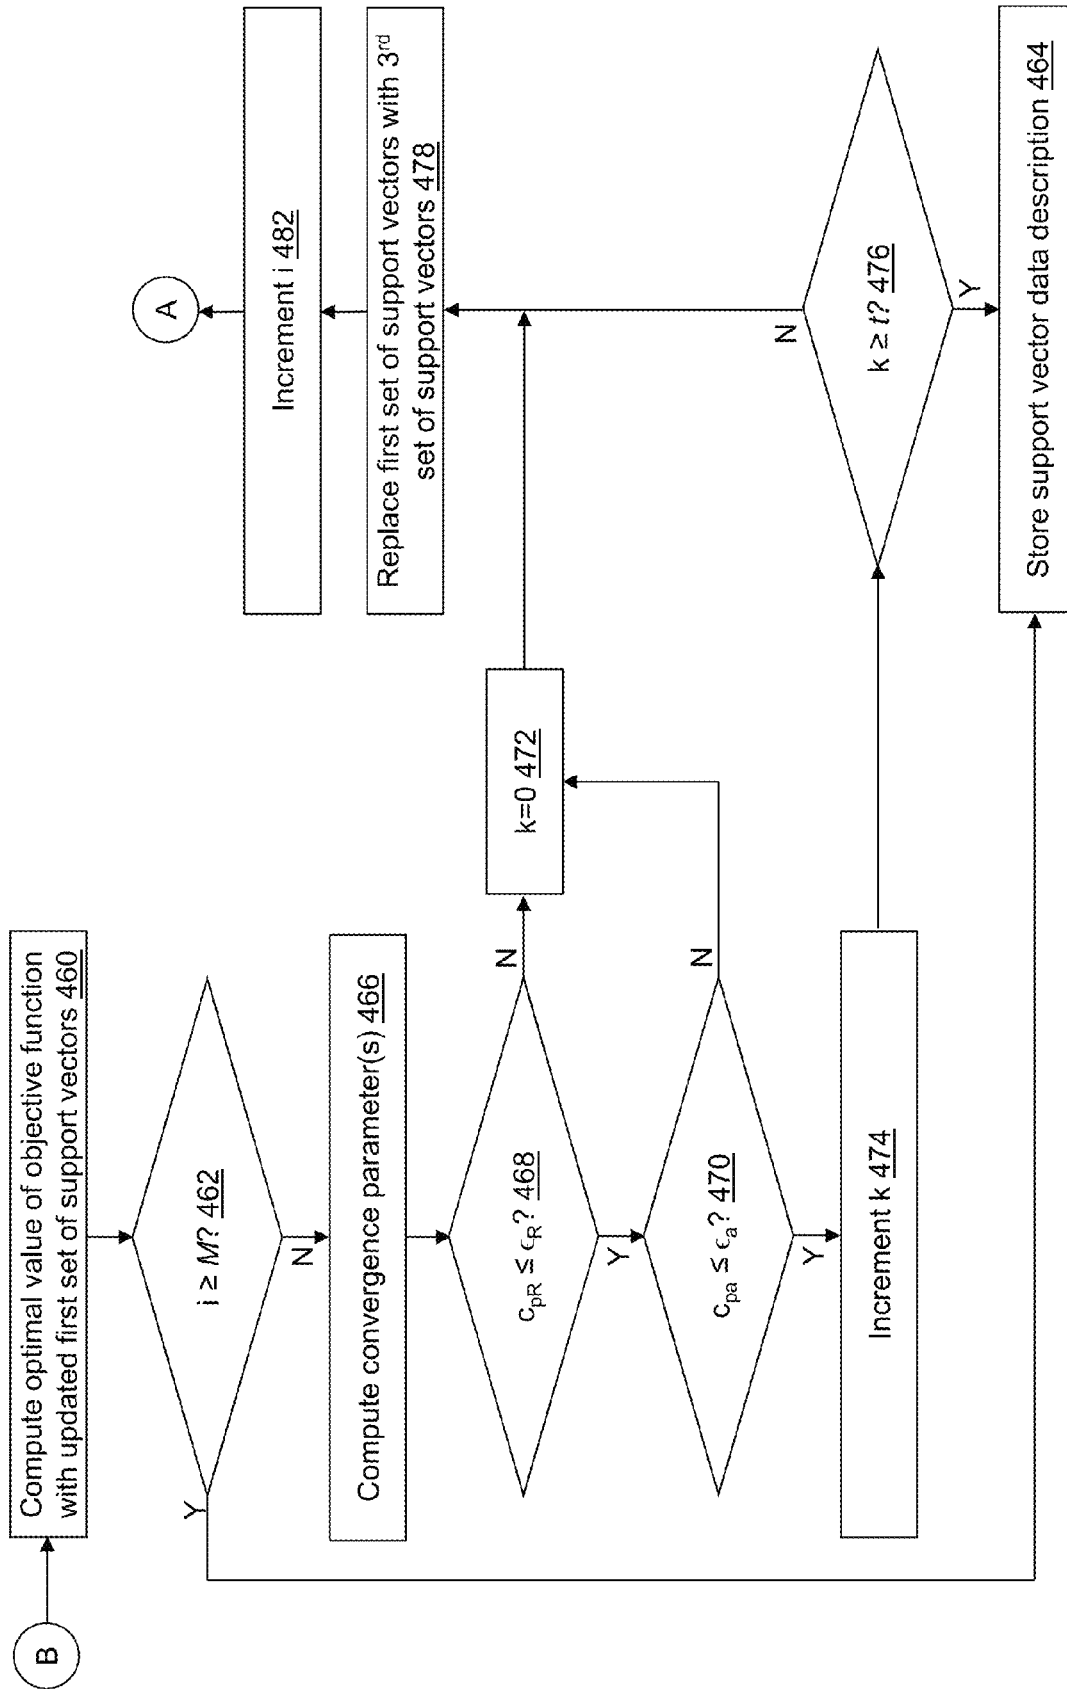 B
Compute optimal value of objective function
with updated first set of support vectors 460
i ≥ M? 462
Y
N
Compute convergence parameter(s) 466
c_pR ≤ ϵ_R? 468
N
Y
k=0 472
c_pa ≤ ϵ_a? 470
N
Y
Increment k 474
A
Increment i 482
Replace first set of support vectors with 3rd
set of support vectors 478
N
k ≥ t? 476
Y
Store support vector data description 464